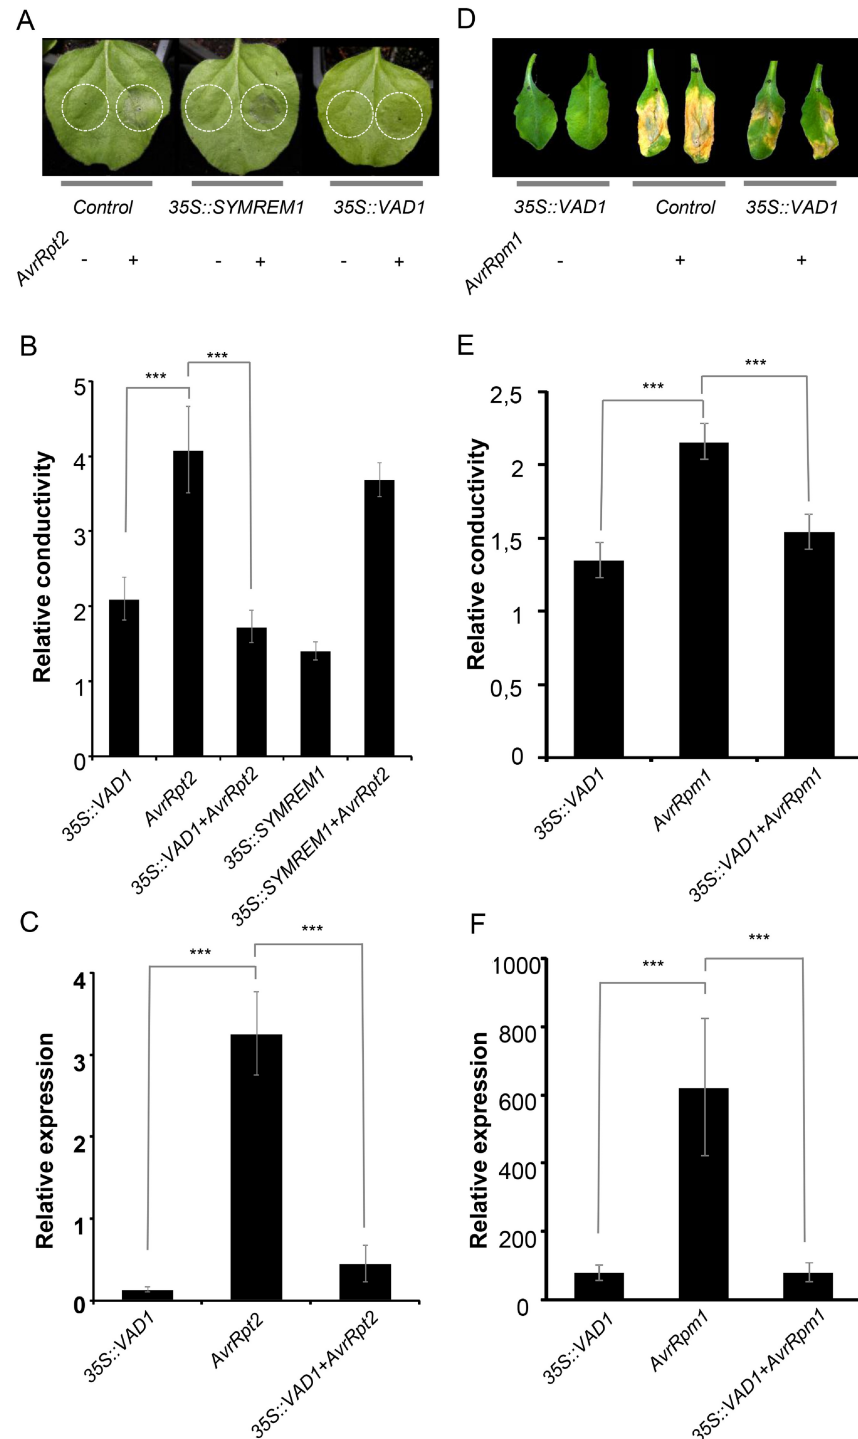 A
Control 35S::SYMREM1 35S::VAD1
AvrRpt2 - + - + - +
B
***
***
5
4
3
2
1
0
Relative conductivity
35S::VAD1
AvrRpt2
35S::VAD1+AvrRpt2
35S::SYMREM1
35S::SYMREM1+AvrRpt2
C
***
***
4
3
2
1
0
Relative expression
35S::VAD1
AvrRpt2
35S::VAD1+AvrRpt2
D
35S::VAD1 Control 35S::VAD1
AvrRpm1 - + +
E
***
***
2,5
2
1,5
1
0,5
0
Relative conductivity
35S::VAD1
AvrRpm1
35S::VAD1+AvrRpm1
F
***
***
1000
800
600
400
200
0
Relative expression
35S::VAD1
AvrRpm1
35S::VAD1+AvrRpm1